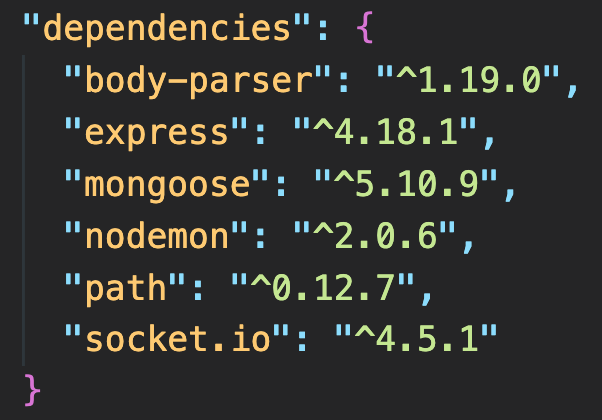 "dependencies": {
"body-parser": "^1.19.0",
"express": "^4.18.1",
"mongoose": "^5.10.9",
"nodemon": "^2.0.6",
"path": "^0.12.7",
"socket.io": "^4.5.1"
}